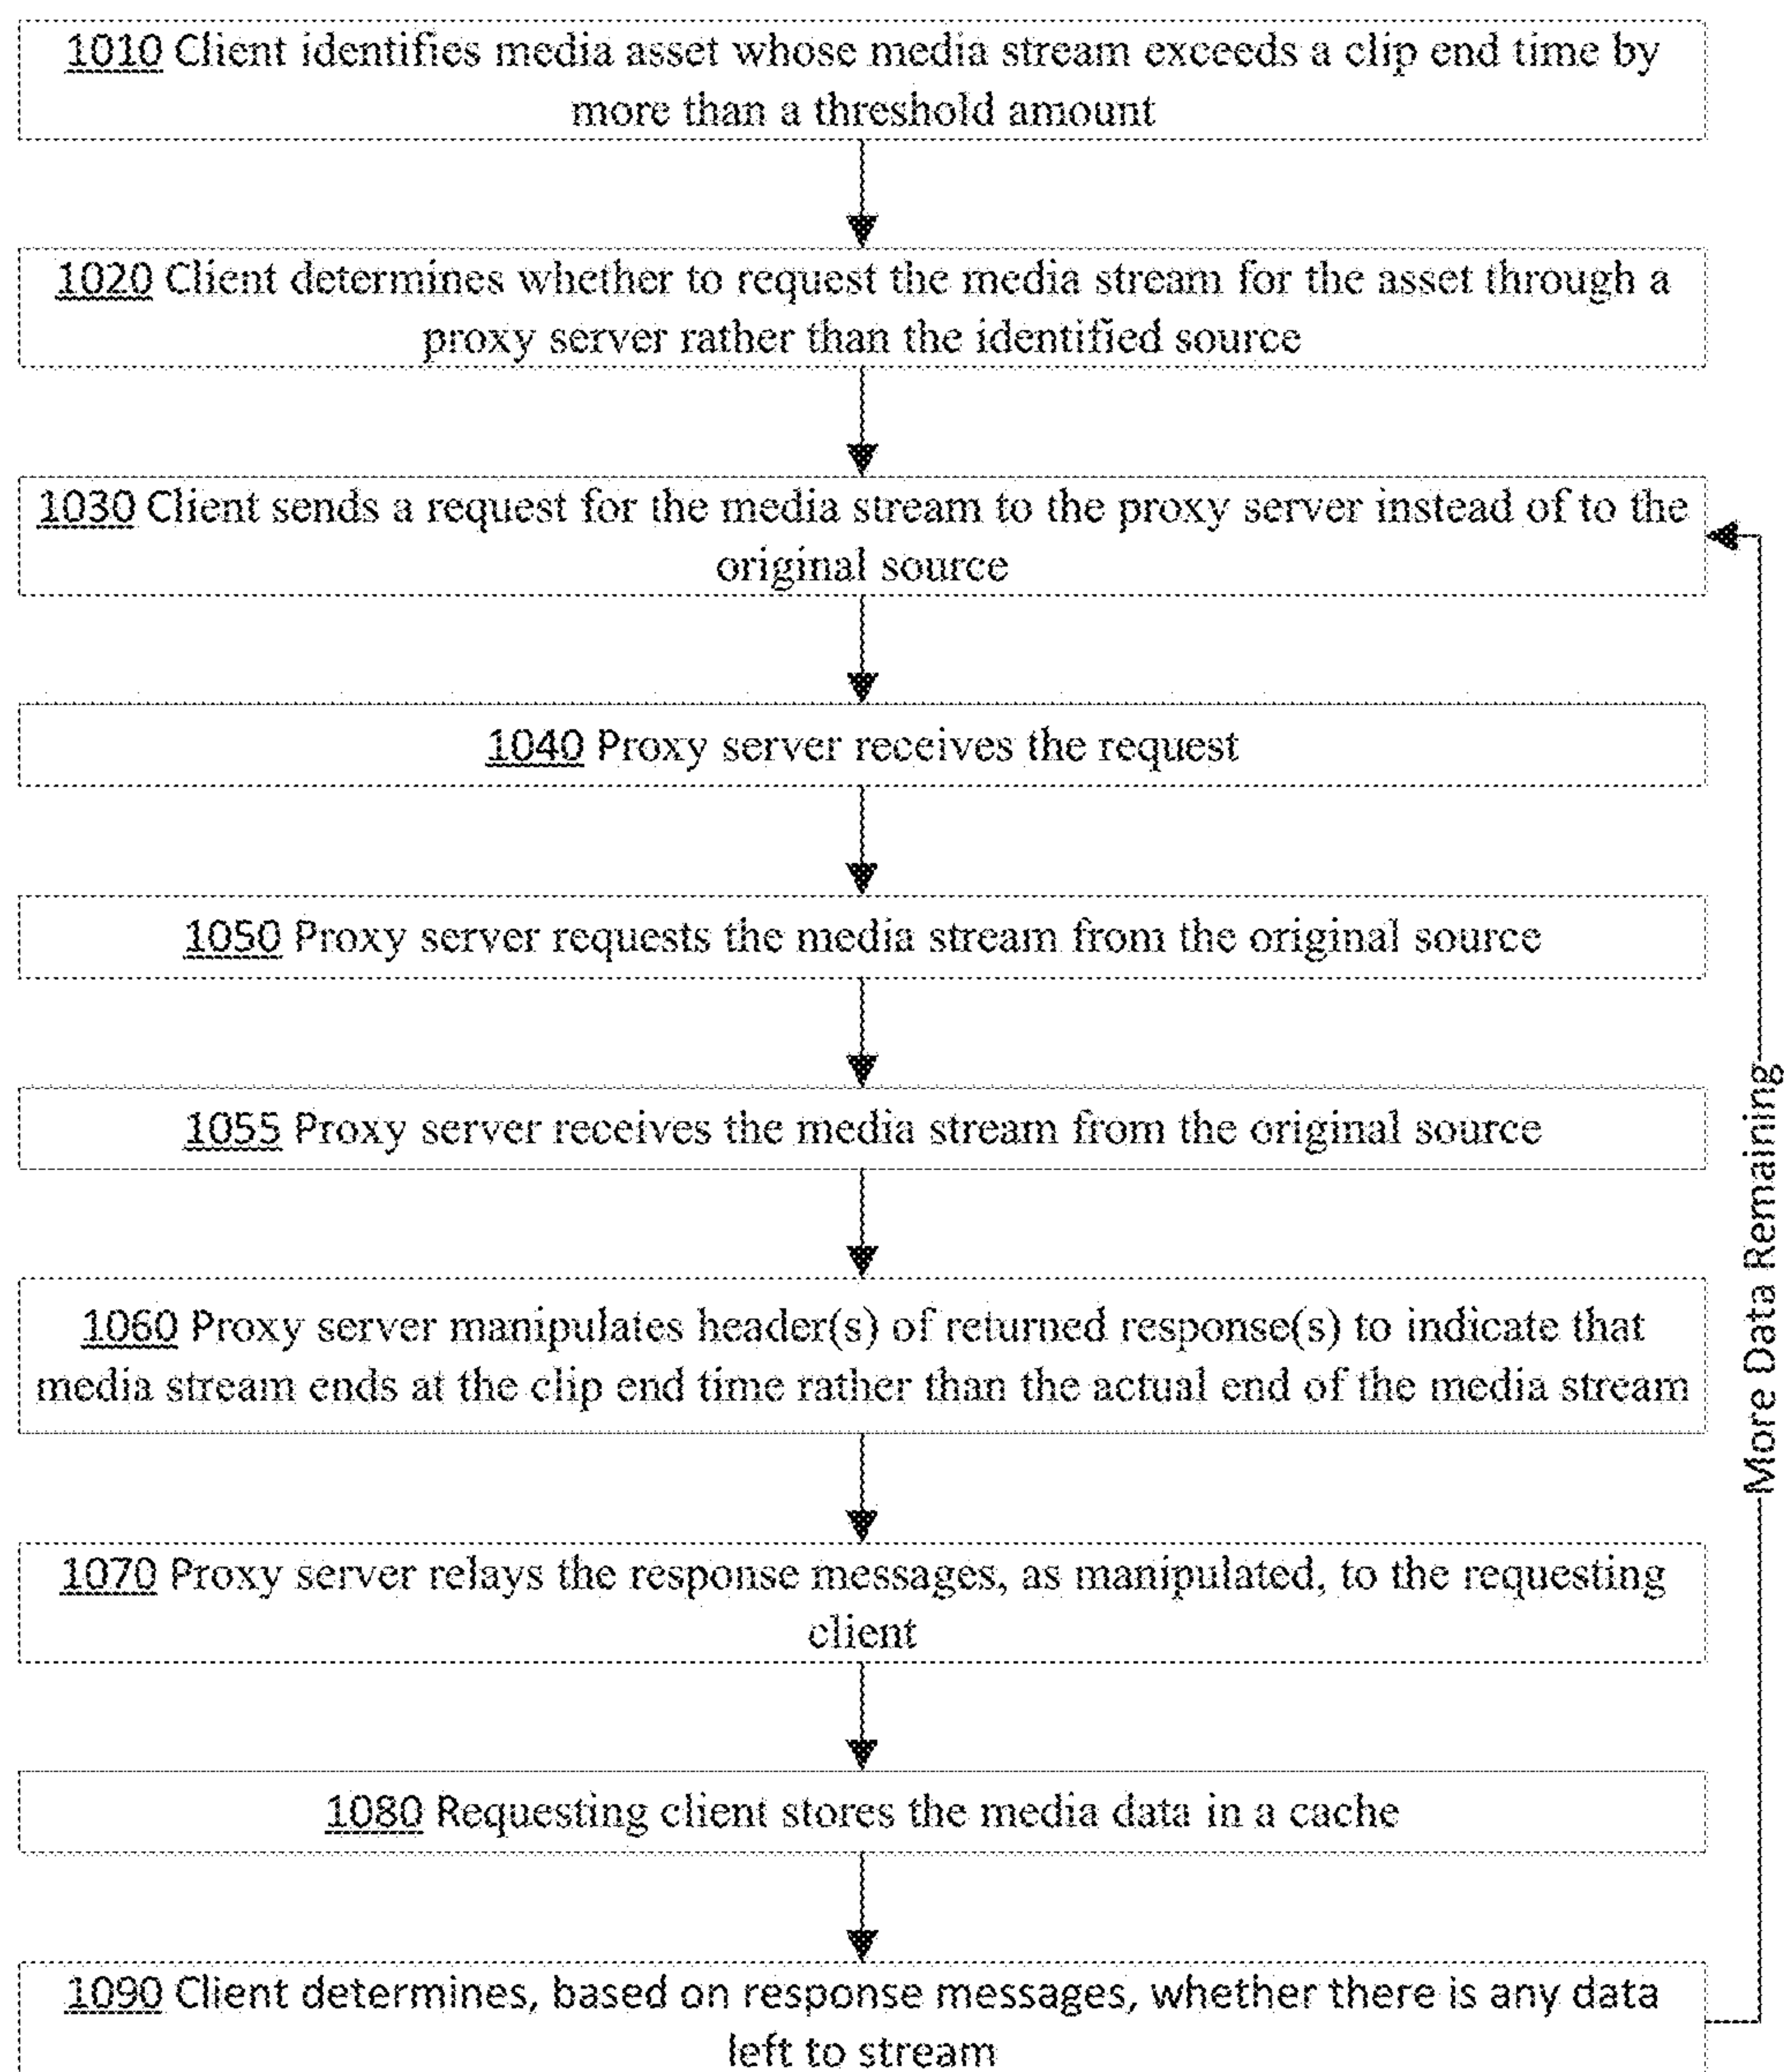 1010 Client identifies media asset whose media stream exceeds a clip end time by
more than a threshold amount
1020 Client determines whether to request the media stream for the asset through a
proxy server rather than the identified source
1030 Client sends a request for the media stream to the proxy server instead of to the
original source
1040 Proxy server receives the request
1050 Proxy server requests the media stream from the original source
1055 Proxy server receives the media stream from the original source
1060 Proxy server manipulates header(s) of returned response(s) to indicate that
media stream ends at the clip end time rather than the actual end of the media stream
1070 Proxy server relays the response messages, as manipulated, to the requesting
client
1080 Requesting client stores the media data in a cache
1090 Client determines, based on response messages, whether there is any data
left to stream
More Data Remaining